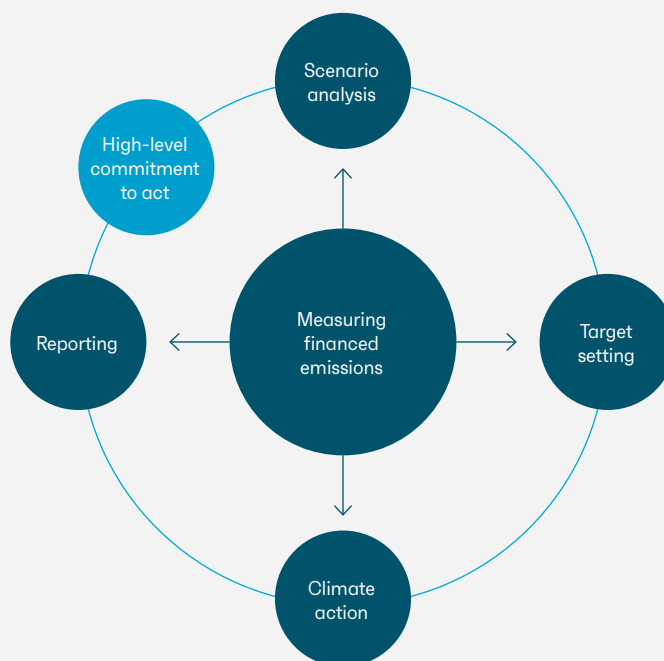 Scenario
analysis
High-level
commitment
to act
Measuring
financed
emissions
Reporting
Target
setting
Climate
action